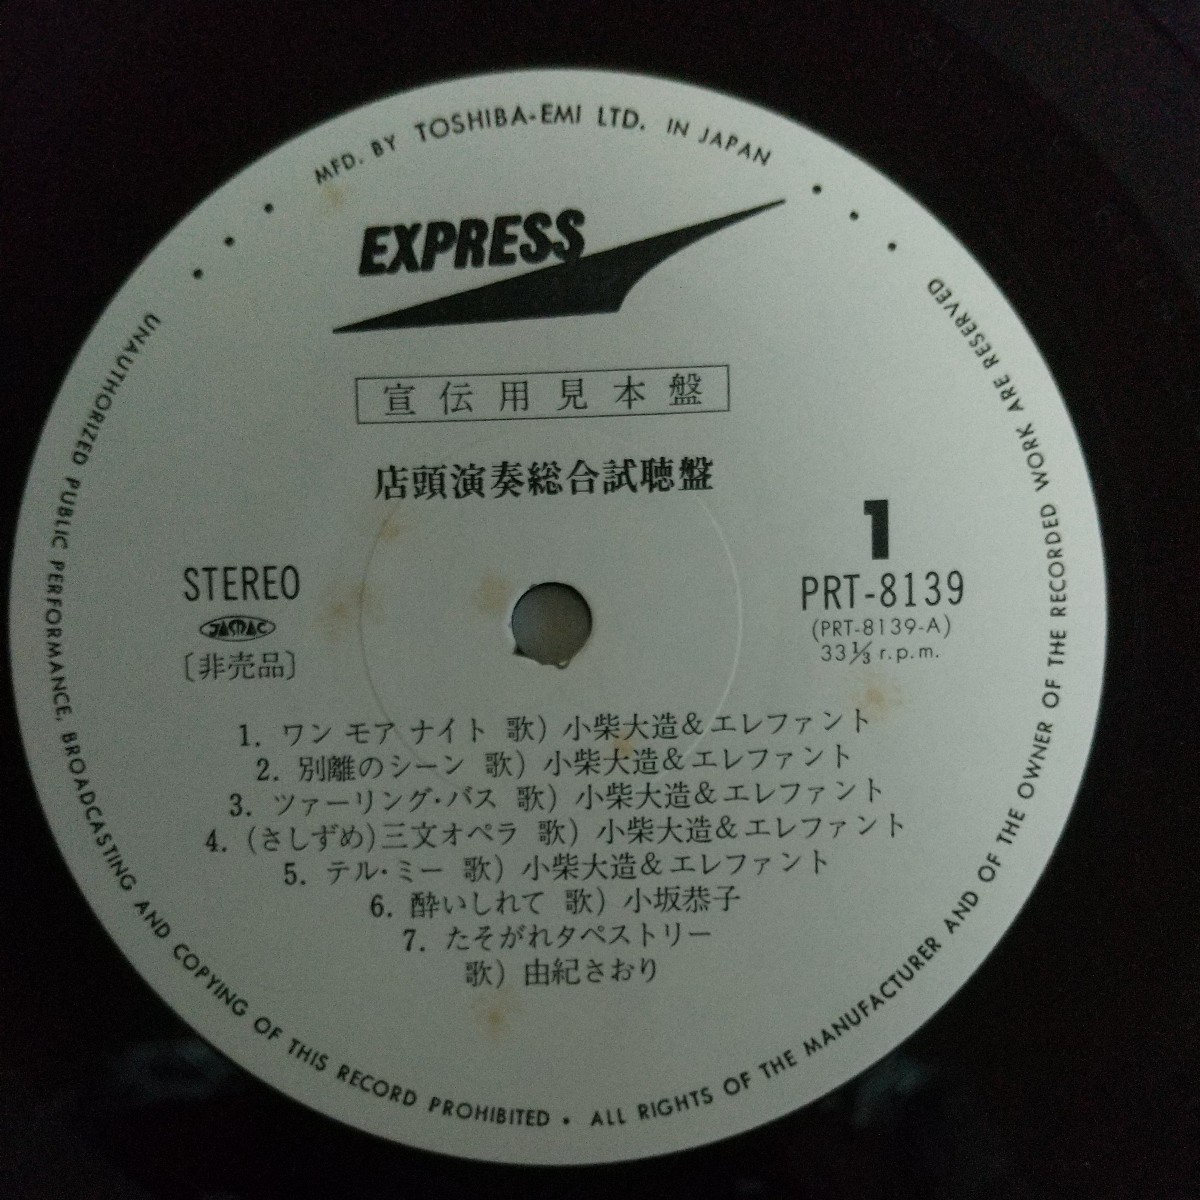 MFD. BY TOSHIBA-EMI LTD. IN JAPAN
EXPRESS
宣伝用見本盤
店頭演奏総合試聴盤
1
STEREO
PRT-8139
JASRAC
(PRT-8139-A)
〔非売品〕
33⅓ r.p.m.
1. ワン モア ナイト 歌) 小柴大造&エレファント
2. 別離のシーン 歌) 小柴大造&エレファント
3. ツァーリング・バス 歌) 小柴大造&エレファント
4. (さしずめ)三文オペラ 歌) 小柴大造&エレファント
5. テル・ミー 歌) 小柴大造&エレファント
6. 酔いしれて 歌) 小坂恭子
7. たそがれタペストリー
歌) 由紀さおり
UNAUTHORIZED PUBLIC PERFORMANCE, BROADCASTING AND COPYING OF THIS RECORD PROHIBITED • ALL RIGHTS OF THE MANUFACTURER AND OF THE OWNER OF THE RECORDED WORK ARE RESERVED